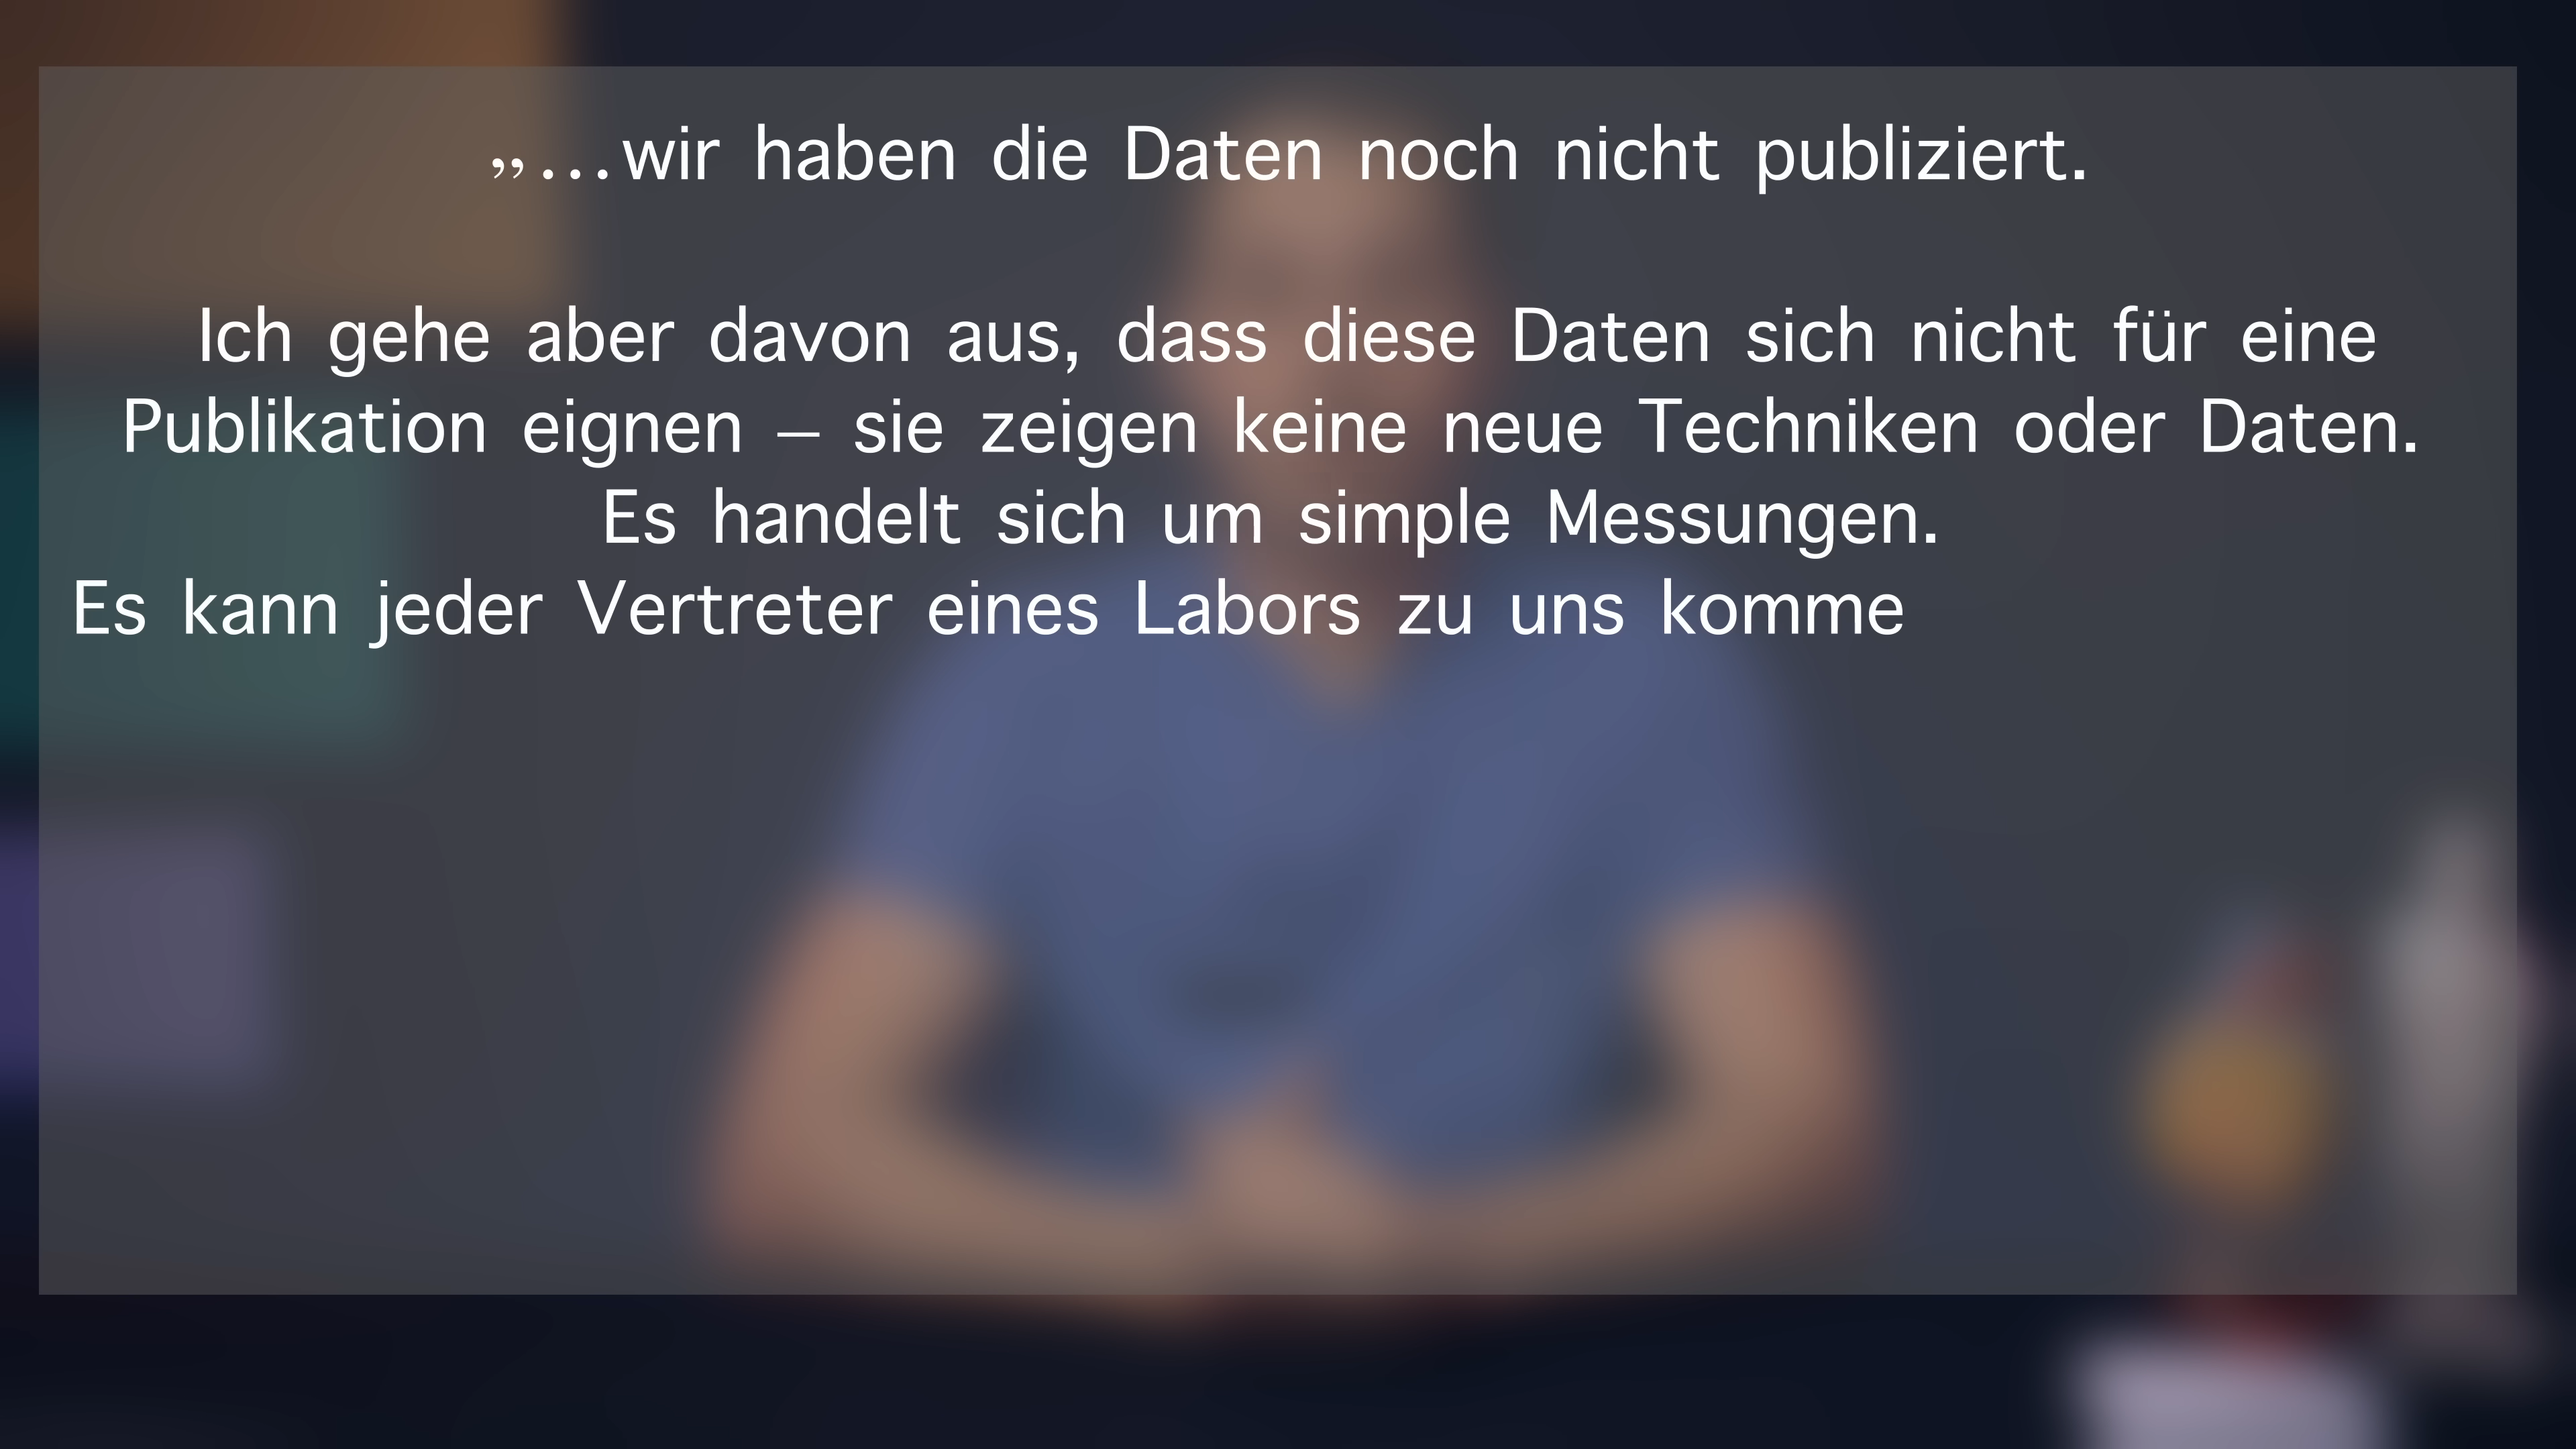 „…wir haben die Daten noch nicht publiziert.
Ich gehe aber davon aus, dass diese Daten sich nicht für eine
Publikation eignen – sie zeigen keine neue Techniken oder Daten.
Es handelt sich um simple Messungen.
Es kann jeder Vertreter eines Labors zu uns komme